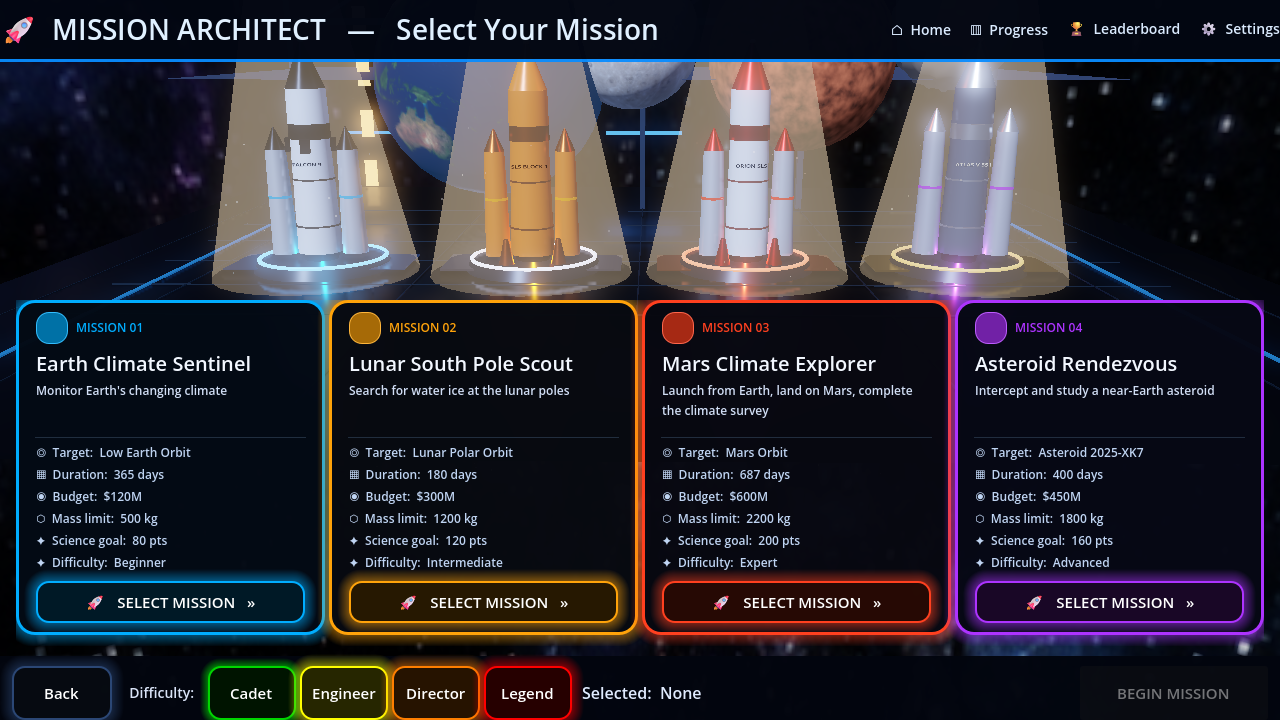 MISSION ARCHITECT — Select Your Mission
Home
Progress
Leaderboard
Settings
FALCON 9
SLS BLOCK 1
ORION SLS
MISSION 01
Earth Climate Sentinel
Monitor Earth's changing climate
Target: Low Earth Orbit
Duration: 365 days
Budget: $120M
Mass limit: 500 kg
Science goal: 80 pts
Difficulty: Beginner
SELECT MISSION »
MISSION 02
Lunar South Pole Scout
Search for water ice at the lunar poles
Target: Lunar Polar Orbit
Duration: 180 days
Budget: $300M
Mass limit: 1200 kg
Science goal: 120 pts
Difficulty: Intermediate
SELECT MISSION »
MISSION 03
Mars Climate Explorer
Launch from Earth, land on Mars, complete
the climate survey
Target: Mars Orbit
Duration: 687 days
Budget: $600M
Mass limit: 2200 kg
Science goal: 200 pts
Difficulty: Expert
SELECT MISSION »
MISSION 04
Asteroid Rendezvous
Intercept and study a near-Earth asteroid
Target: Asteroid 2025-XK7
Duration: 400 days
Budget: $450M
Mass limit: 1800 kg
Science goal: 160 pts
Difficulty: Advanced
SELECT MISSION »
Back
Difficulty:
Cadet
Engineer
Director
Legend
Selected: None
BEGIN MISSION